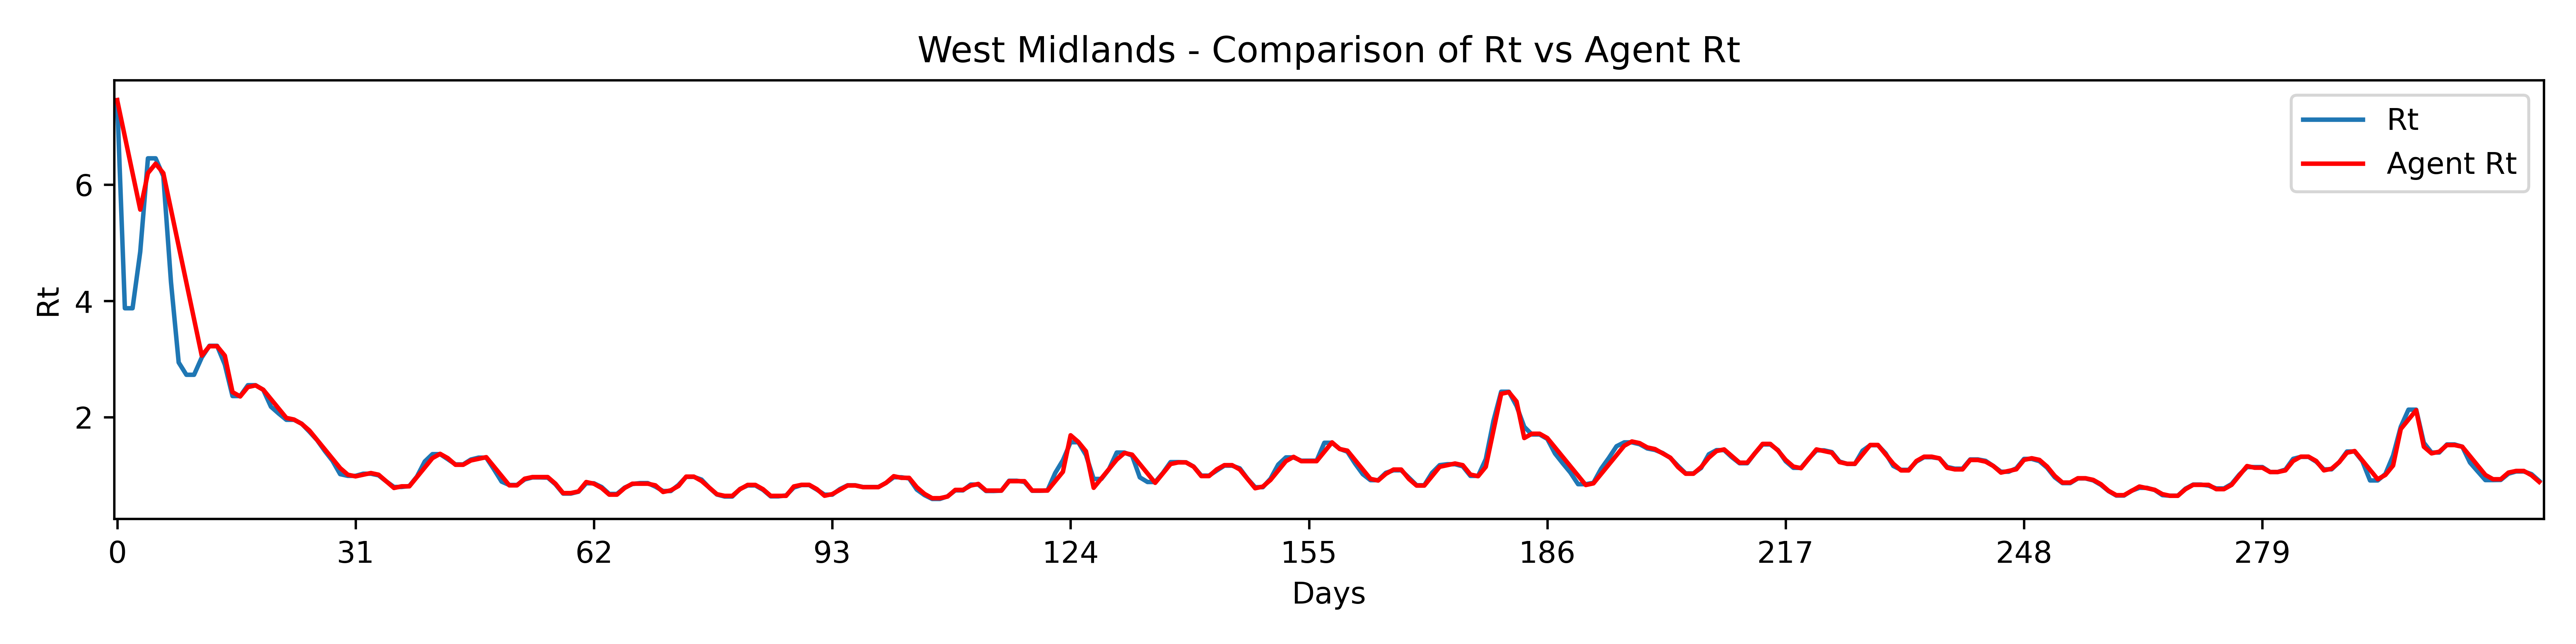 West Midlands - Comparison of Rt vs Agent Rt
Rt
Agent Rt
6
4
2
Rt
0 31 62 93 124 155 186 217 248 279
Days